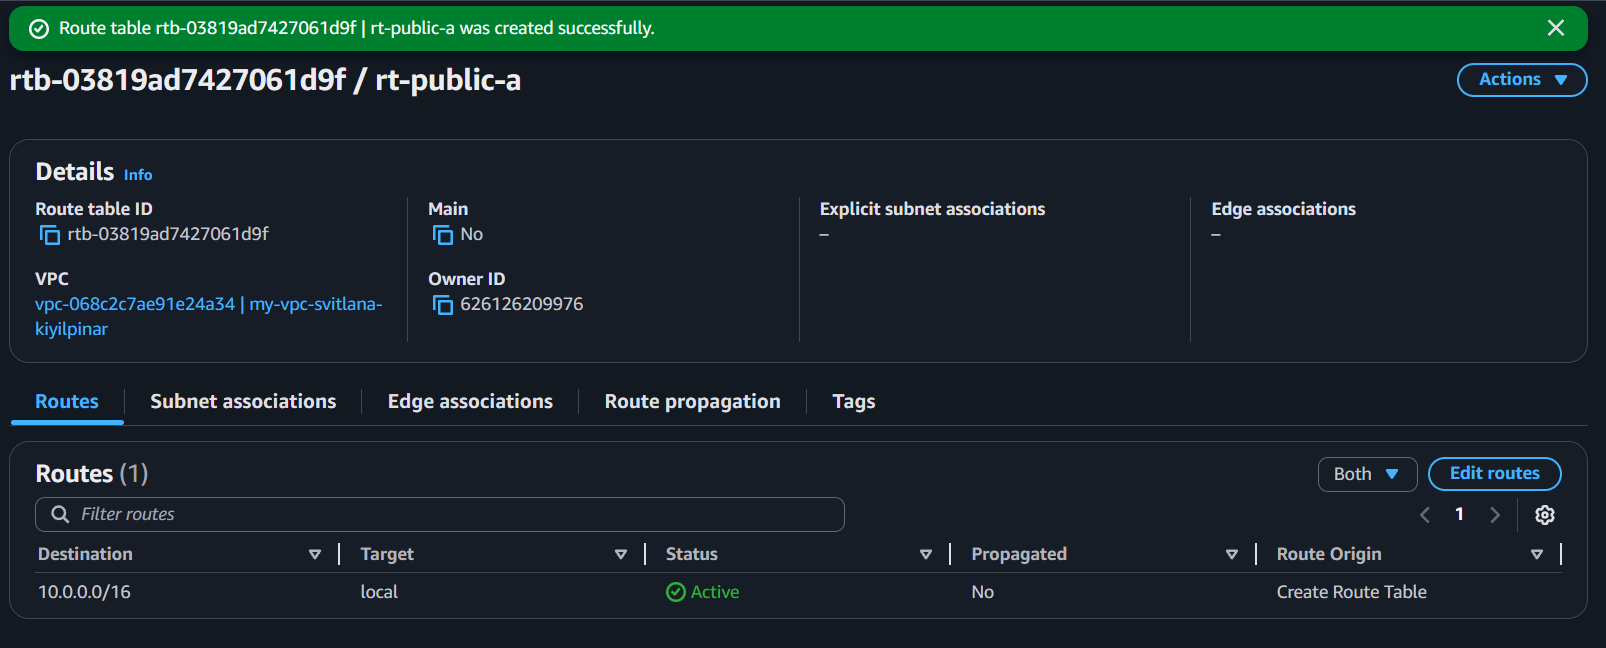 Route table rtb-03819ad7427061d9f | rt-public-a was created successfully.
rtb-03819ad7427061d9f / rt-public-a
Actions
Details Info
Route table ID
rtb-03819ad7427061d9f
Main
No
Explicit subnet associations
–
Edge associations
–
VPC
vpc-068c2c7ae91e24a34 | my-vpc-svitlana-
kiyilpinar
Owner ID
626126209976
Routes Subnet associations Edge associations Route propagation Tags
Routes (1)
Both
Edit routes
Filter routes
1
Destination Target Status Propagated Route Origin
10.0.0.0/16 local Active No Create Route Table